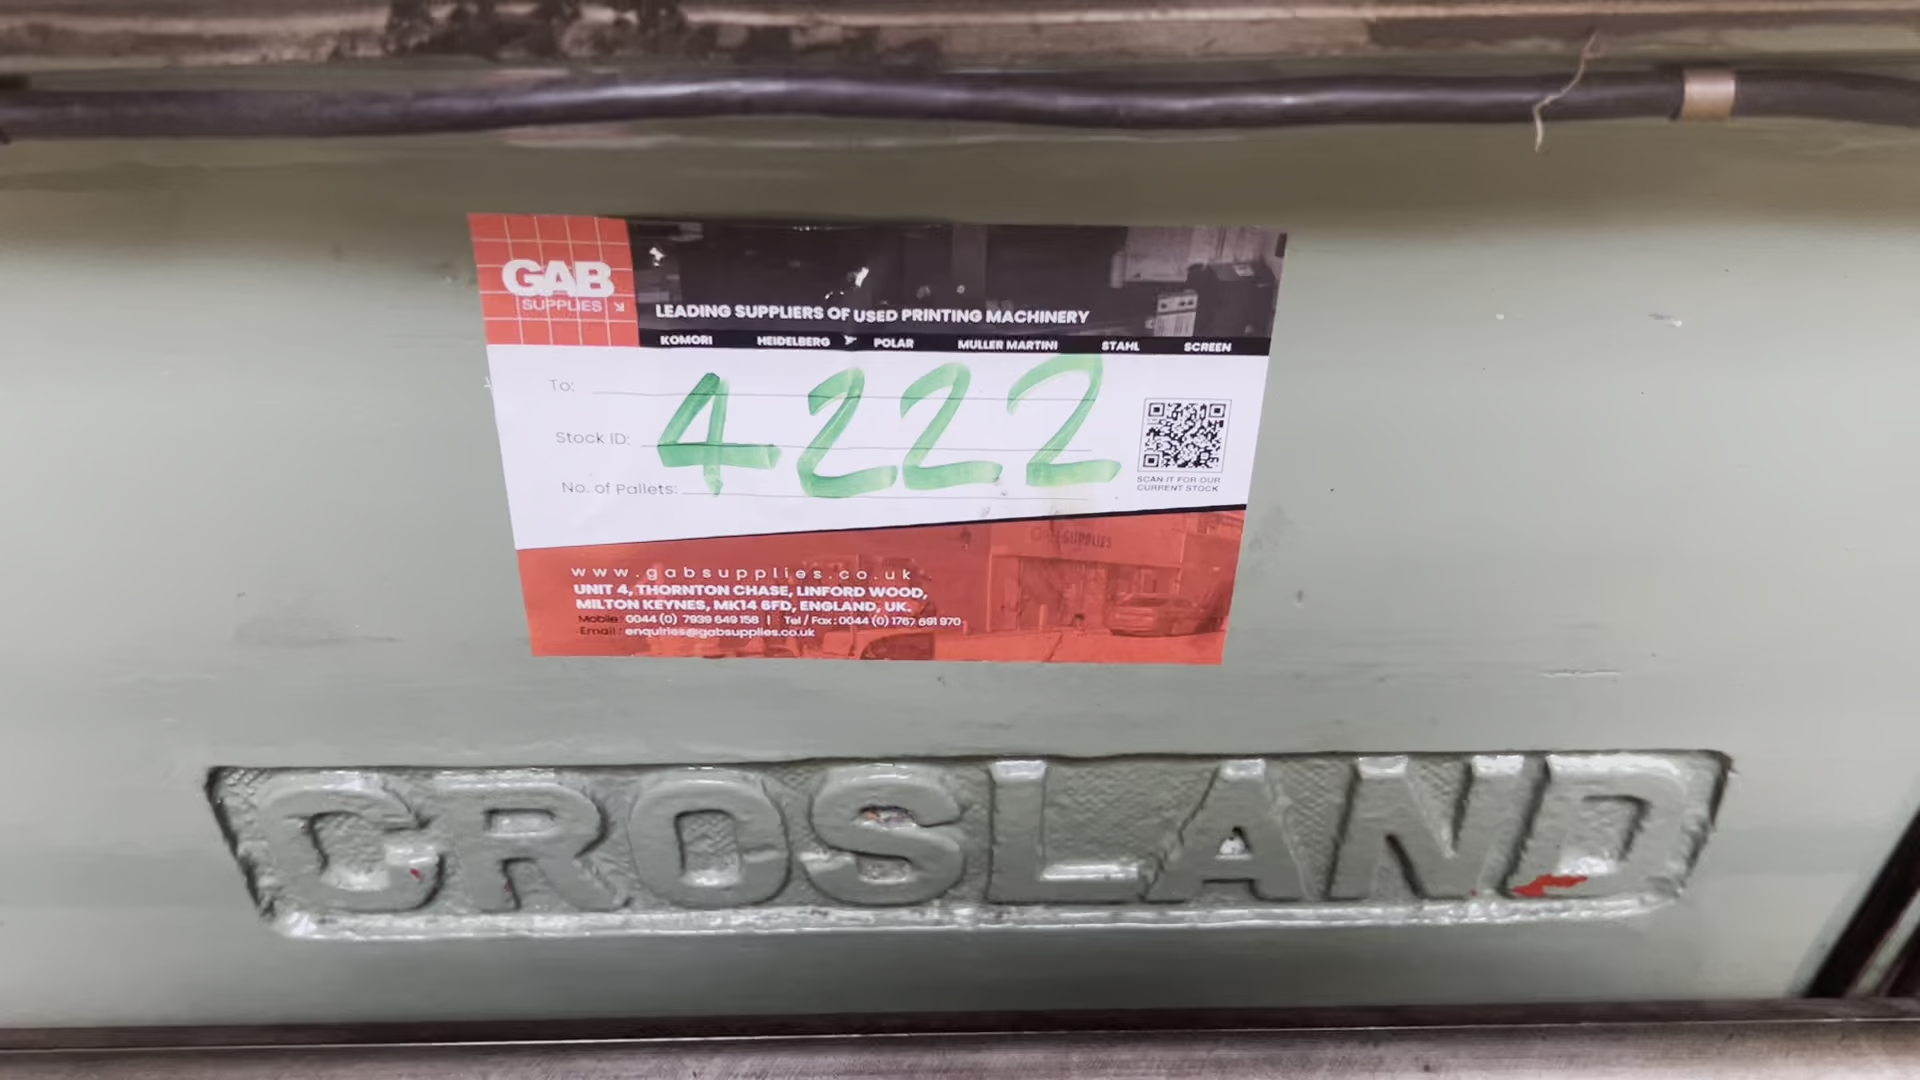 GAB
SUPPLIES
LEADING SUPPLIERS OF USED PRINTING MACHINERY
KOMORI HEIDELBERG POLAR MULLER MARTINI STAHL SCREEN
To:
Stock ID: 4222
No. of Pallets:
SCAN IT FOR OUR
CURRENT STOCK
GAB SUPPLIES
www.gabsupplies.co.uk
UNIT 4, THORNTON CHASE, LINFORD WOOD,
MILTON KEYNES, MK14 6FD, ENGLAND, UK.
Mobile : 0044 (0) 7939 649 158 | Tel / Fax : 0044 (0) 1767 691 970
Email : enquiries@gabsupplies.co.uk
CROSLAND